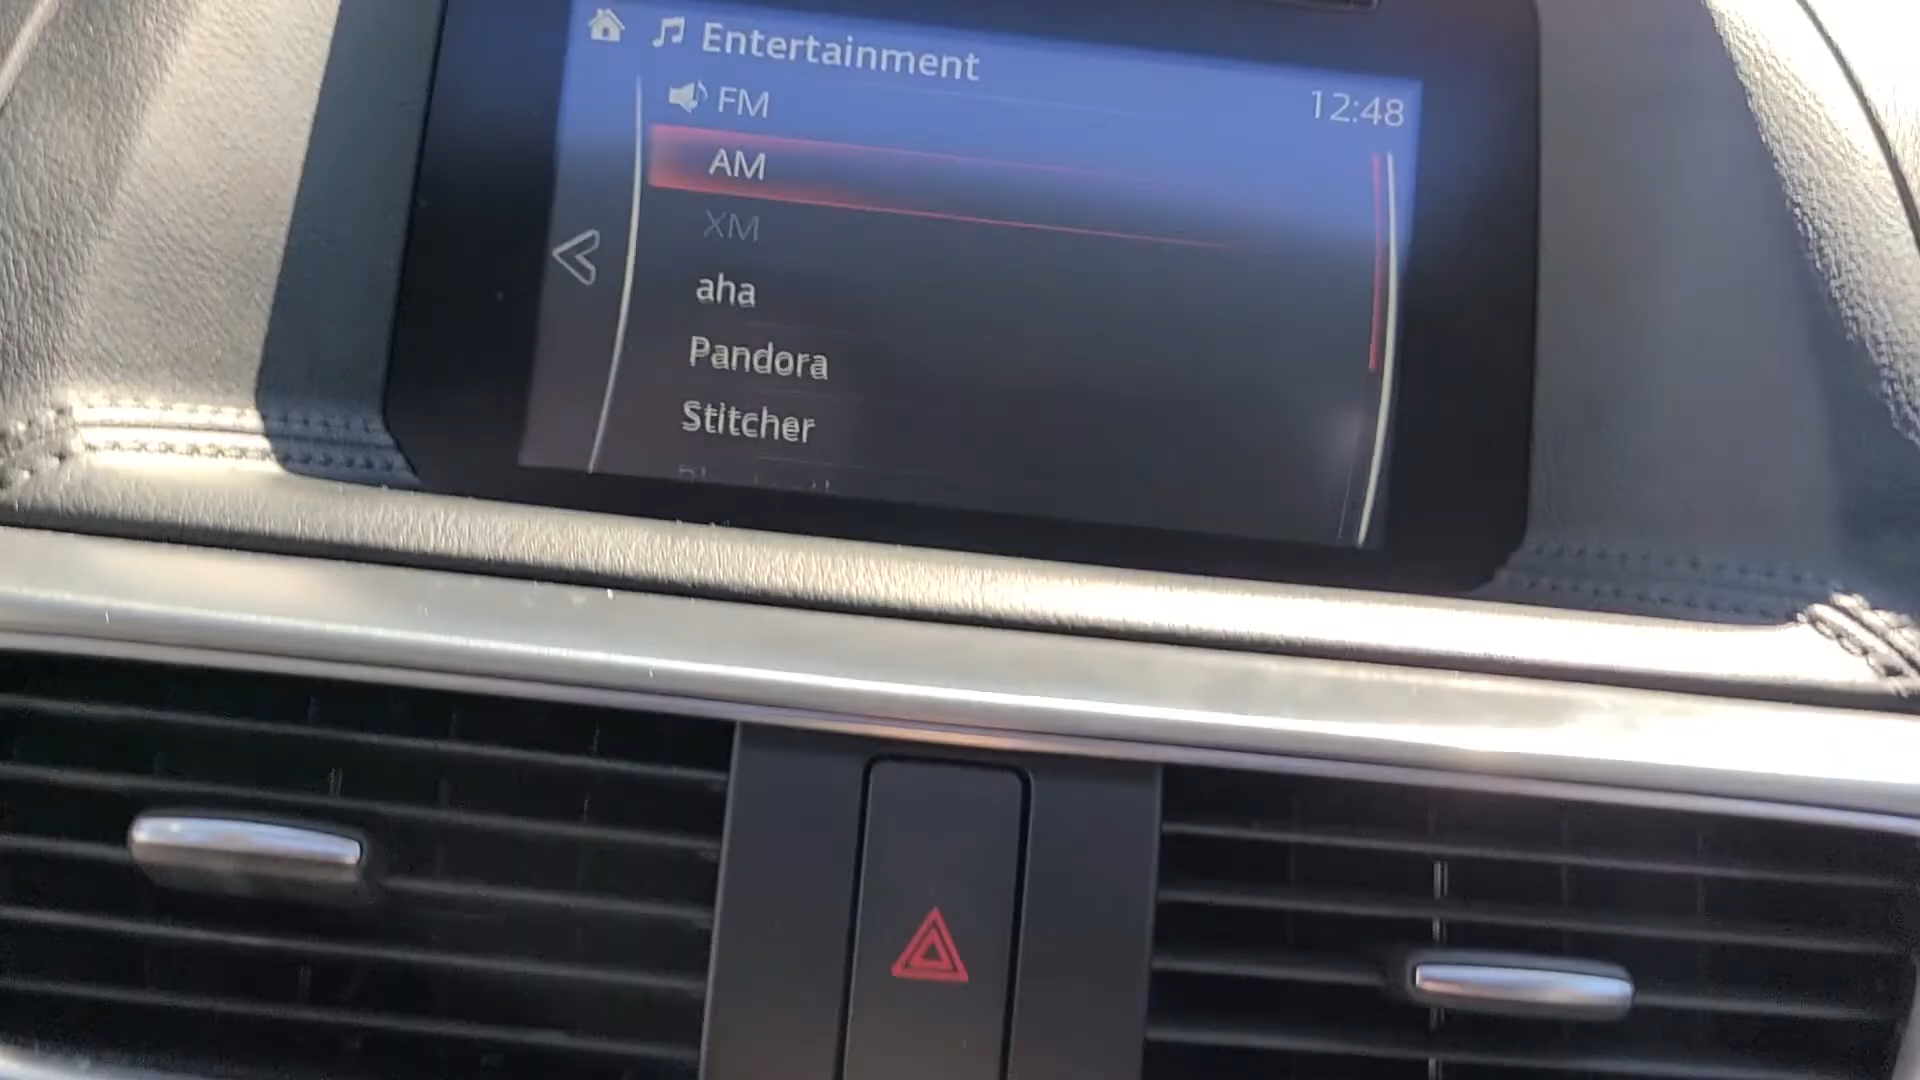 Entertainment
12:48
FM
AM
XM
aha
Pandora
Stitcher